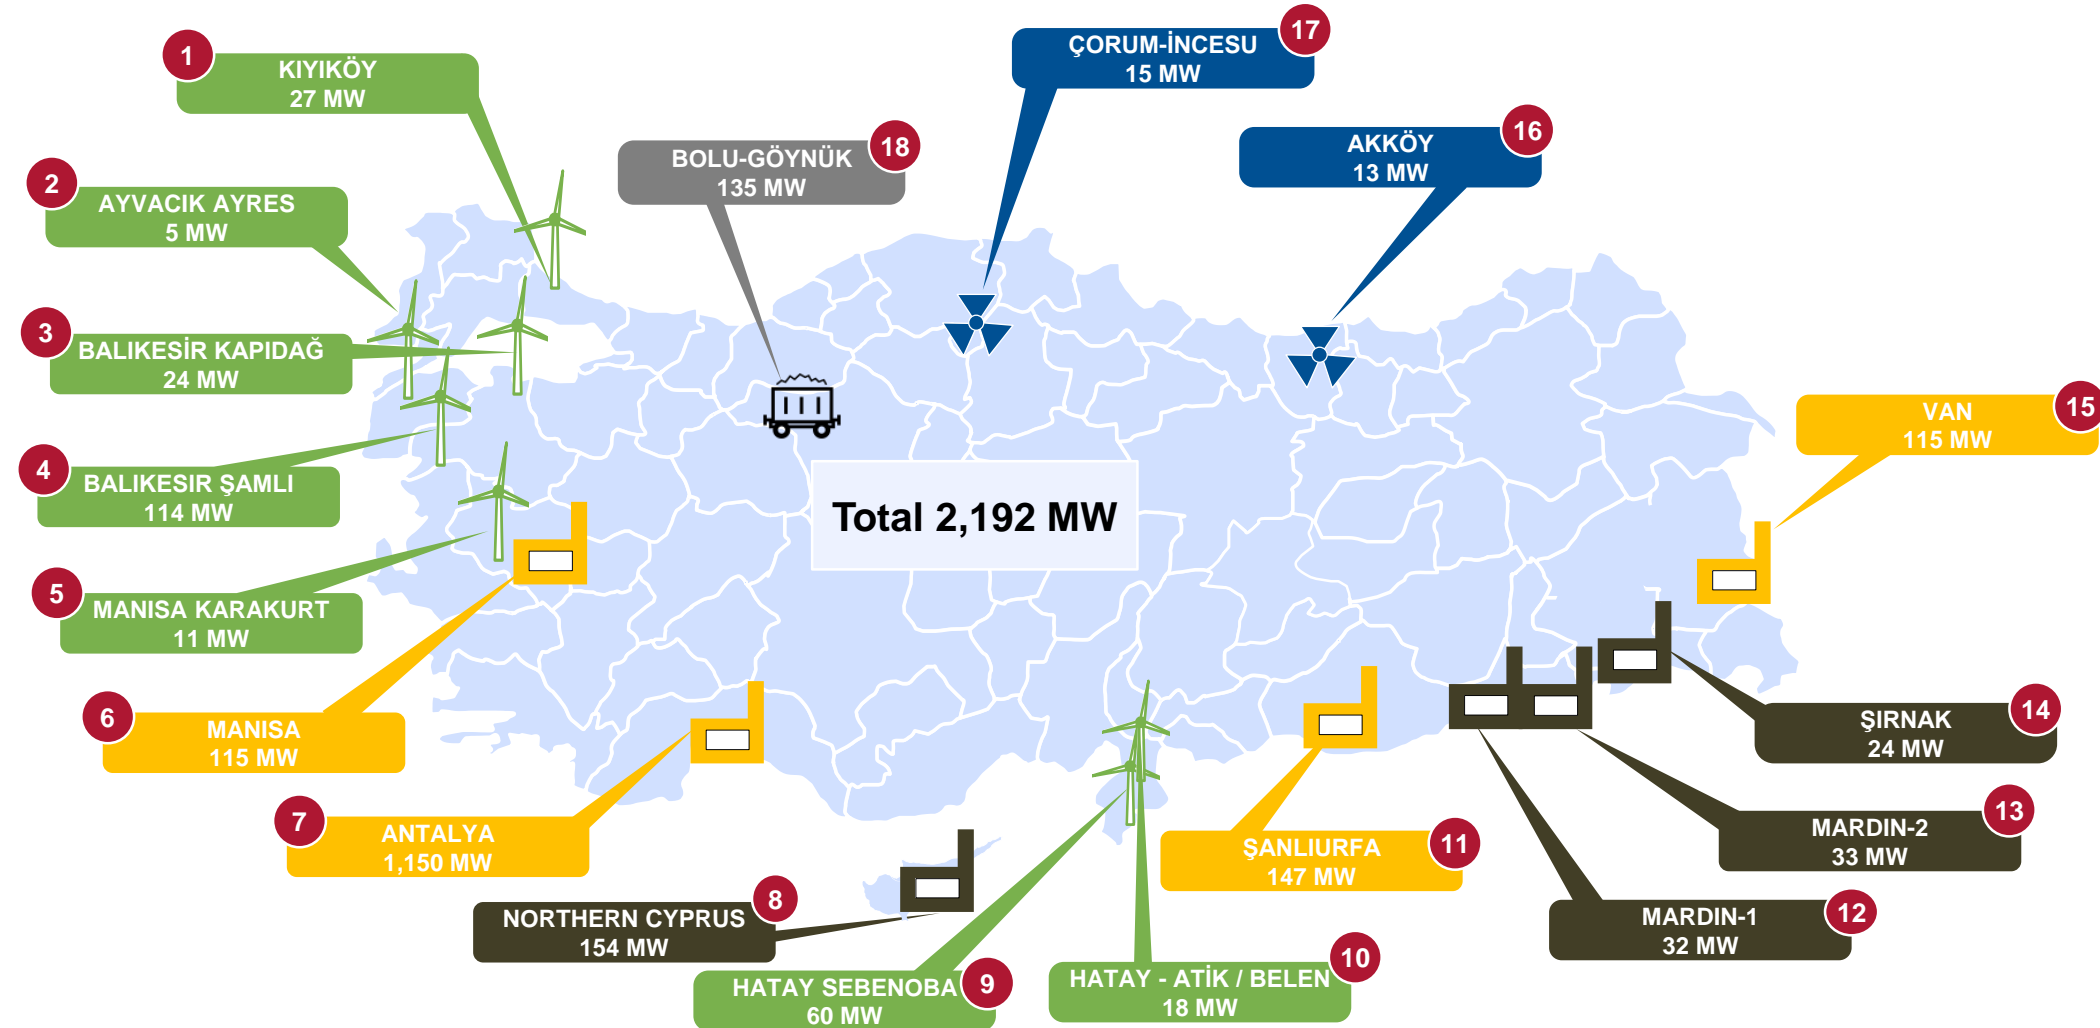 1
KIYIKÖY
27 MW
2
AYVACIK AYRES
5 MW
3
BALIKESİR KAPIDAĞ
24 MW
4
BALIKESIR ŞAMLI
114 MW
5
MANISA KARAKURT
11 MW
6
MANISA
115 MW
7
ANTALYA
1,150 MW
8
NORTHERN CYPRUS
154 MW
9
HATAY SEBENOBA
60 MW
10
HATAY - ATİK / BELEN
18 MW
11
ŞANLIURFA
147 MW
12
MARDIN-1
32 MW
13
MARDIN-2
33 MW
14
ŞIRNAK
24 MW
15
VAN
115 MW
16
AKKÖY
13 MW
17
ÇORUM-İNCESU
15 MW
18
BOLU-GÖYNÜK
135 MW
Total 2,192 MW